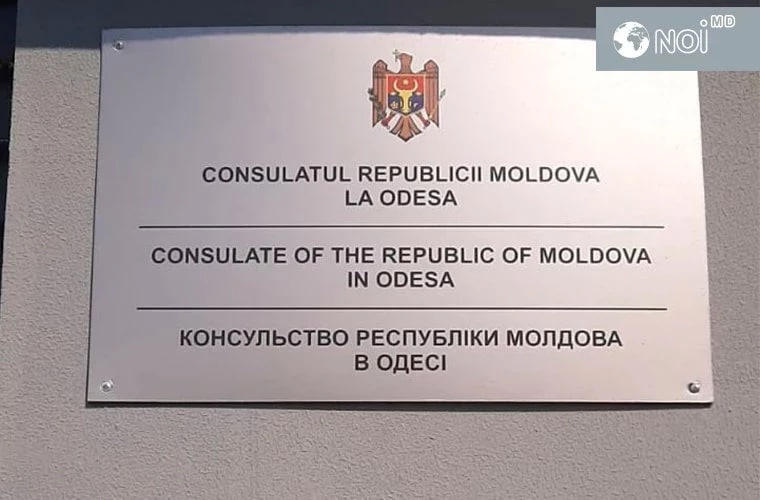 NOI MD
CONSULATUL REPUBLICII MOLDOVA
LA ODESA
CONSULATE OF THE REPUBLIC OF MOLDOVA
IN ODESA
КОНСУЛЬСТВО РЕСПУБЛІКИ МОЛДОВА
В ОДЕСІ